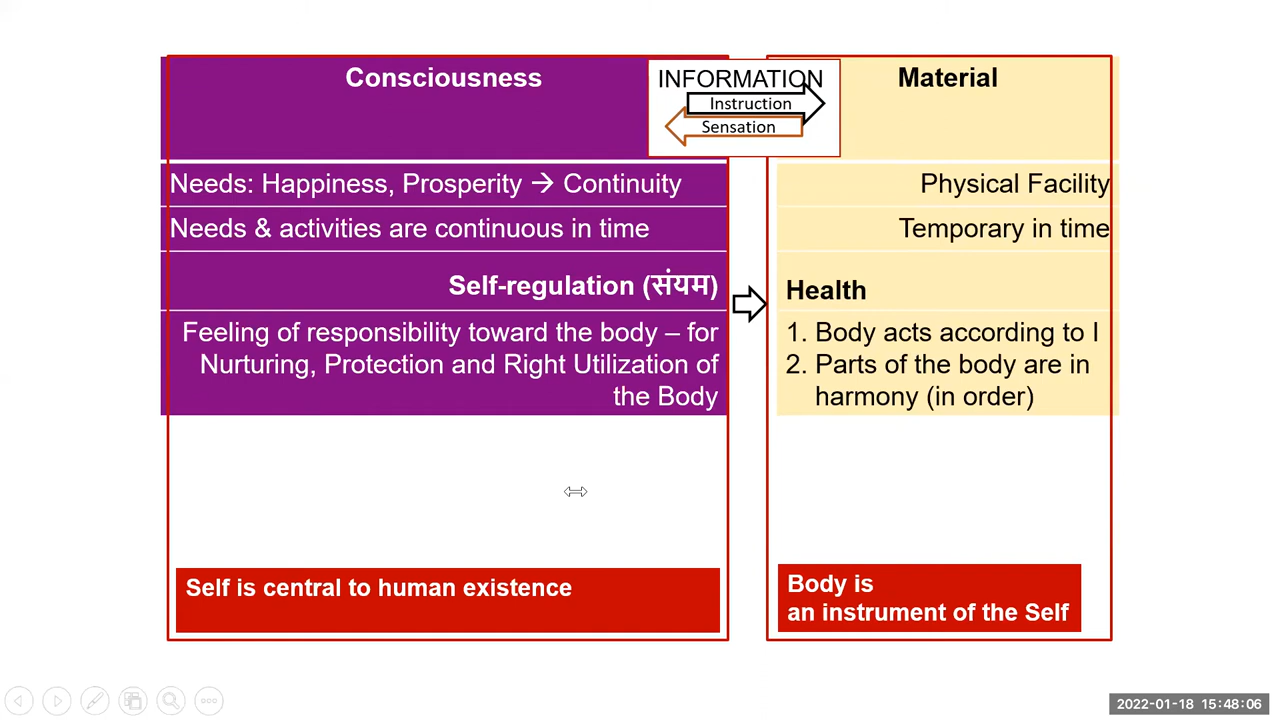 Consciousness
INFORMATION
Instruction
Sensation
Material
Needs: Happiness, Prosperity → Continuity
Physical Facility
Needs & activities are continuous in time
Temporary in time
Self-regulation (संयम)
Health
Feeling of responsibility toward the body – for
Nurturing, Protection and Right Utilization of
the Body
1. Body acts according to I
2. Parts of the body are in
harmony (in order)
Self is central to human existence
Body is
an instrument of the Self
2022-01-18 15:48:06